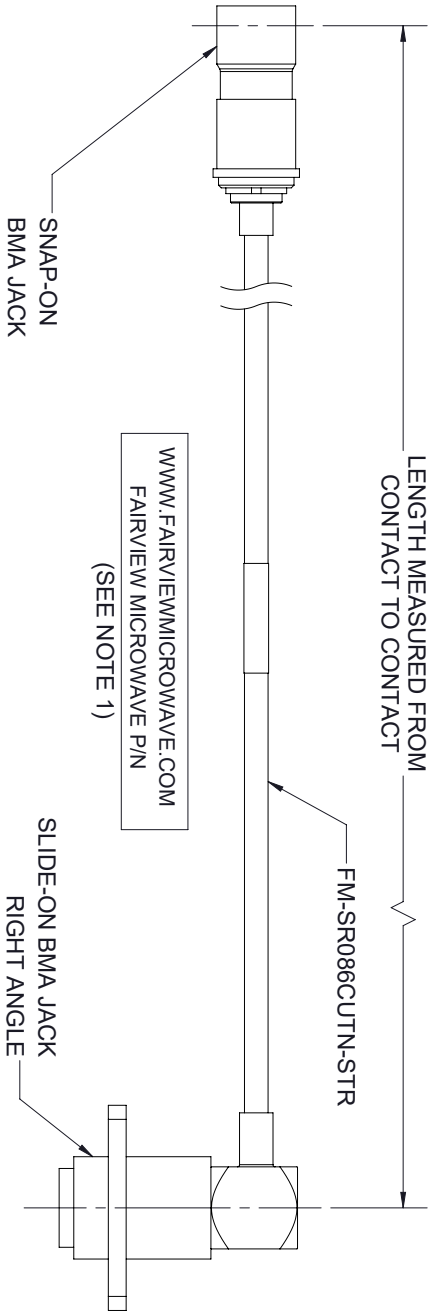 LENGTH MEASURED FROM
CONTACT TO CONTACT
FM-SR086CUTN-STR
SNAP-ON
BMA JACK
WWW.FAIRVIEWMICROWAVE.COM
FAIRVIEW MICROWAVE P/N
(SEE NOTE 1)
SLIDE-ON BMA JACK
RIGHT ANGLE